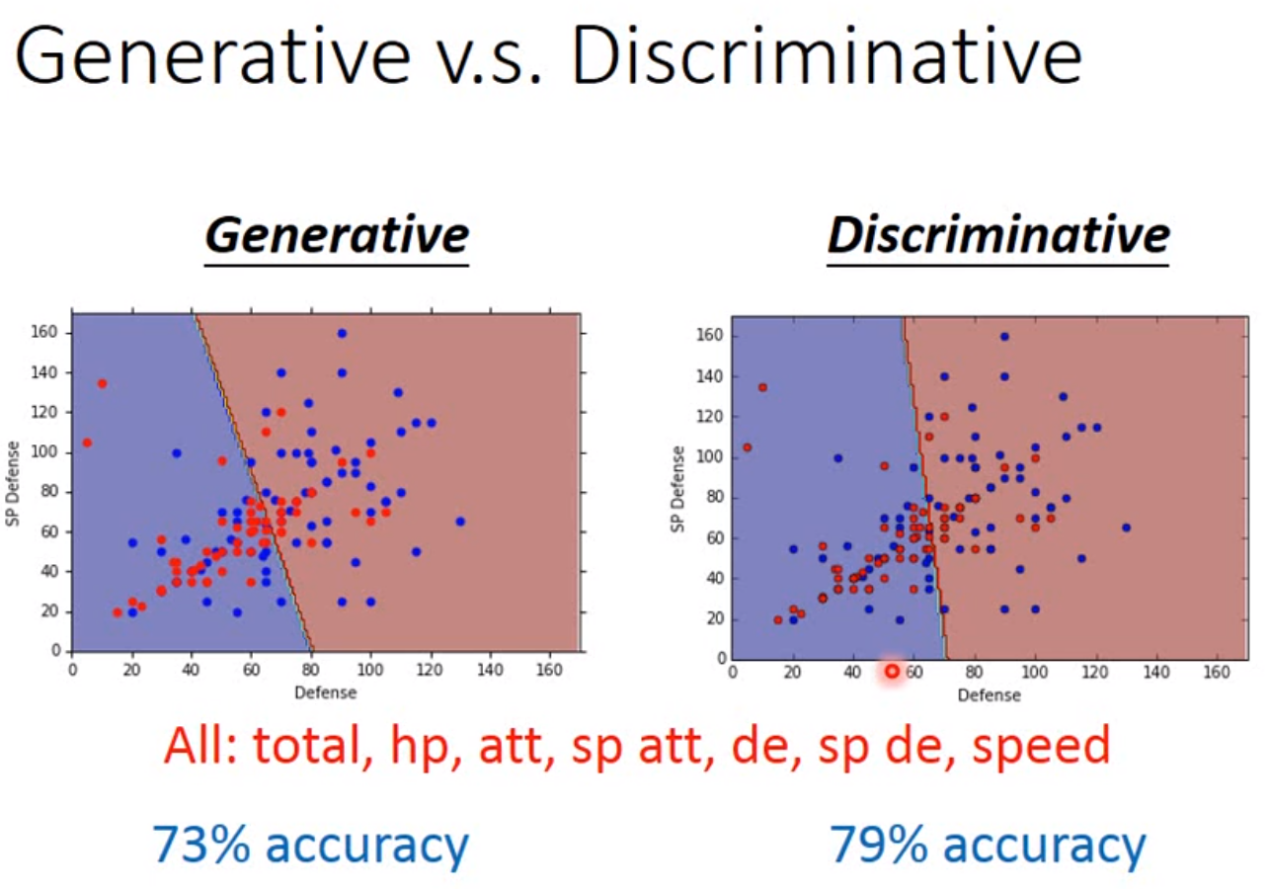 Generative v.s. Discriminative
Generative
Discriminative
160
140
120
100
80
60
40
20
0
SP Defense
0 20 40 60 80 100 120 140 160
Defense
160
140
120
100
80
60
40
20
0
SP Defense
0 20 40 60 80 100 120 140 160
Defense
All: total, hp, att, sp att, de, sp de, speed
73% accuracy
79% accuracy